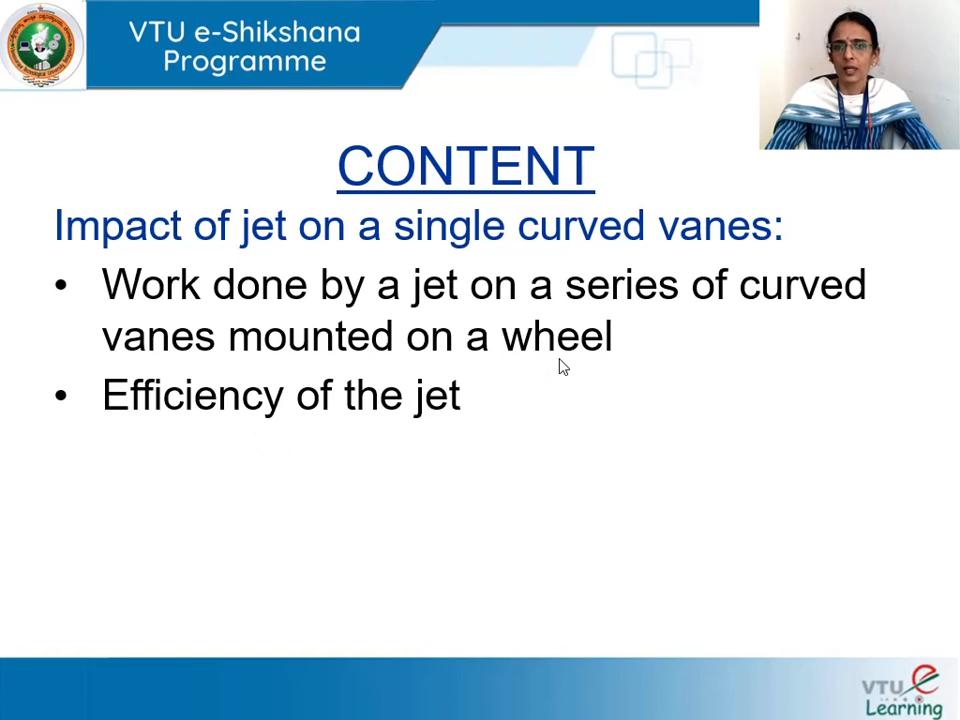 VTU e-Shikshana
Programme
CONTENT
Impact of jet on a single curved vanes:
• Work done by a jet on a series of curved
vanes mounted on a wheel
• Efficiency of the jet
VTU e
Learning